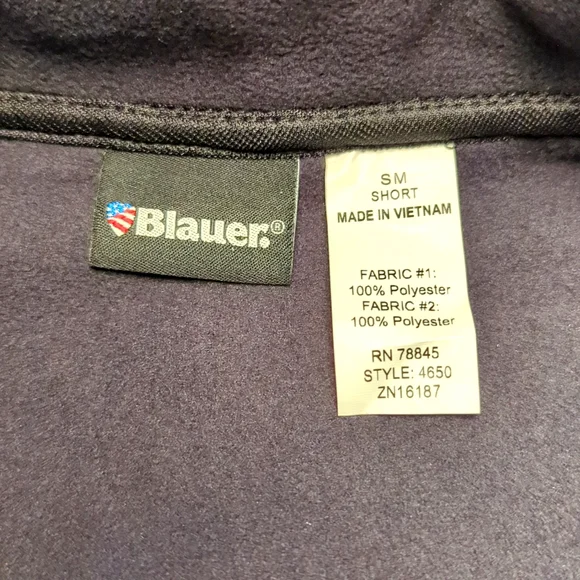 Blauer.®
SM
SHORT
MADE IN VIETNAM
FABRIC #1:
100% Polyester
FABRIC #2:
100% Polyester
RN 78845
STYLE: 4650
ZN16187